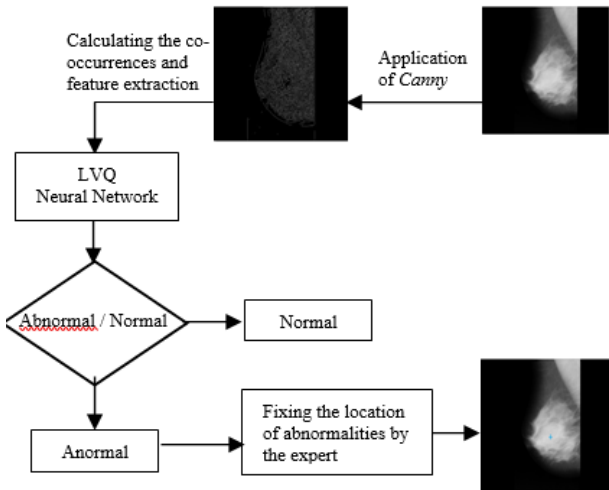 Calculating the co-
occurrences and
feature extraction
Application
of Canny
LVQ
Neural Network
Abnormal / Normal
Normal
Anormal
Fixing the location
of abnormalities by
the expert